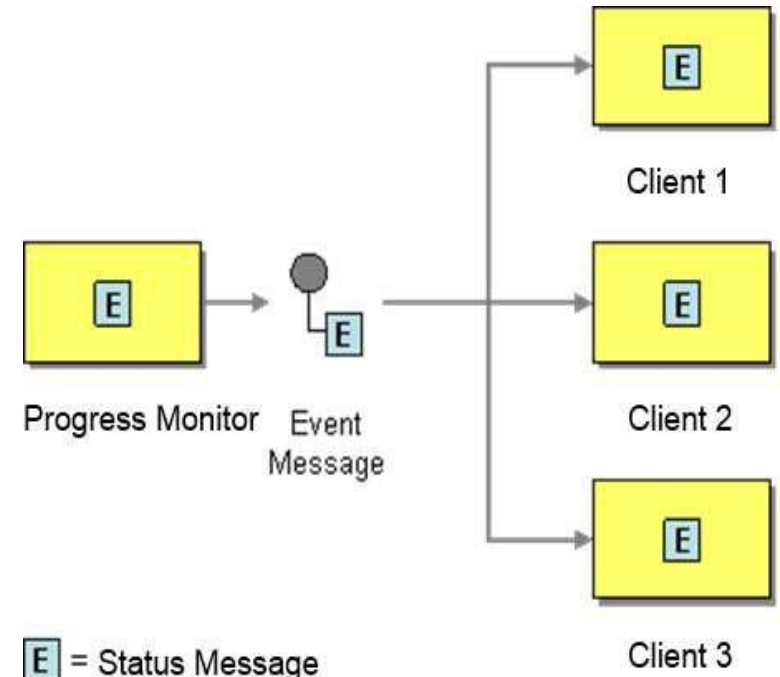 E
Client 1
E
E
E
Progress Monitor
Event
Message
Client 2
E
Client 3
E = Status Message